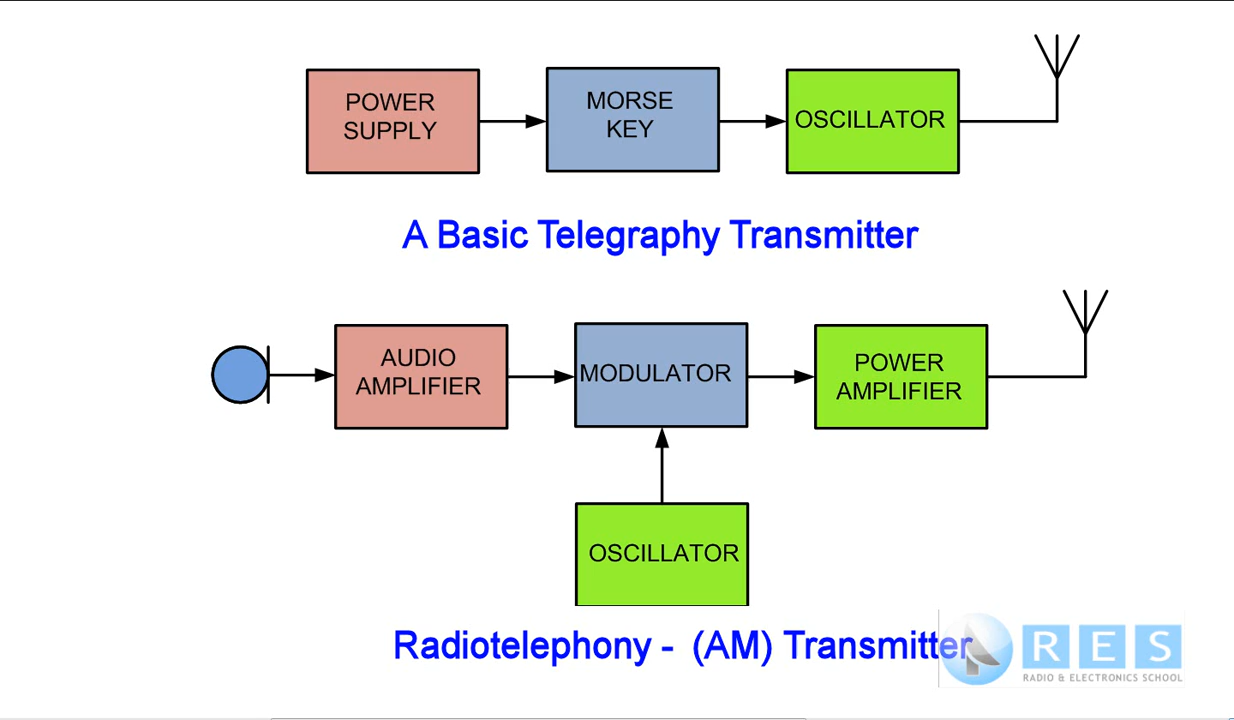 POWER
SUPPLY
MORSE
KEY
OSCILLATOR
A Basic Telegraphy Transmitter
AUDIO
AMPLIFIER
MODULATOR
POWER
AMPLIFIER
OSCILLATOR
Radiotelephony - (AM) Transmitter
RES
RADIO & ELECTRONICS SCHOOL